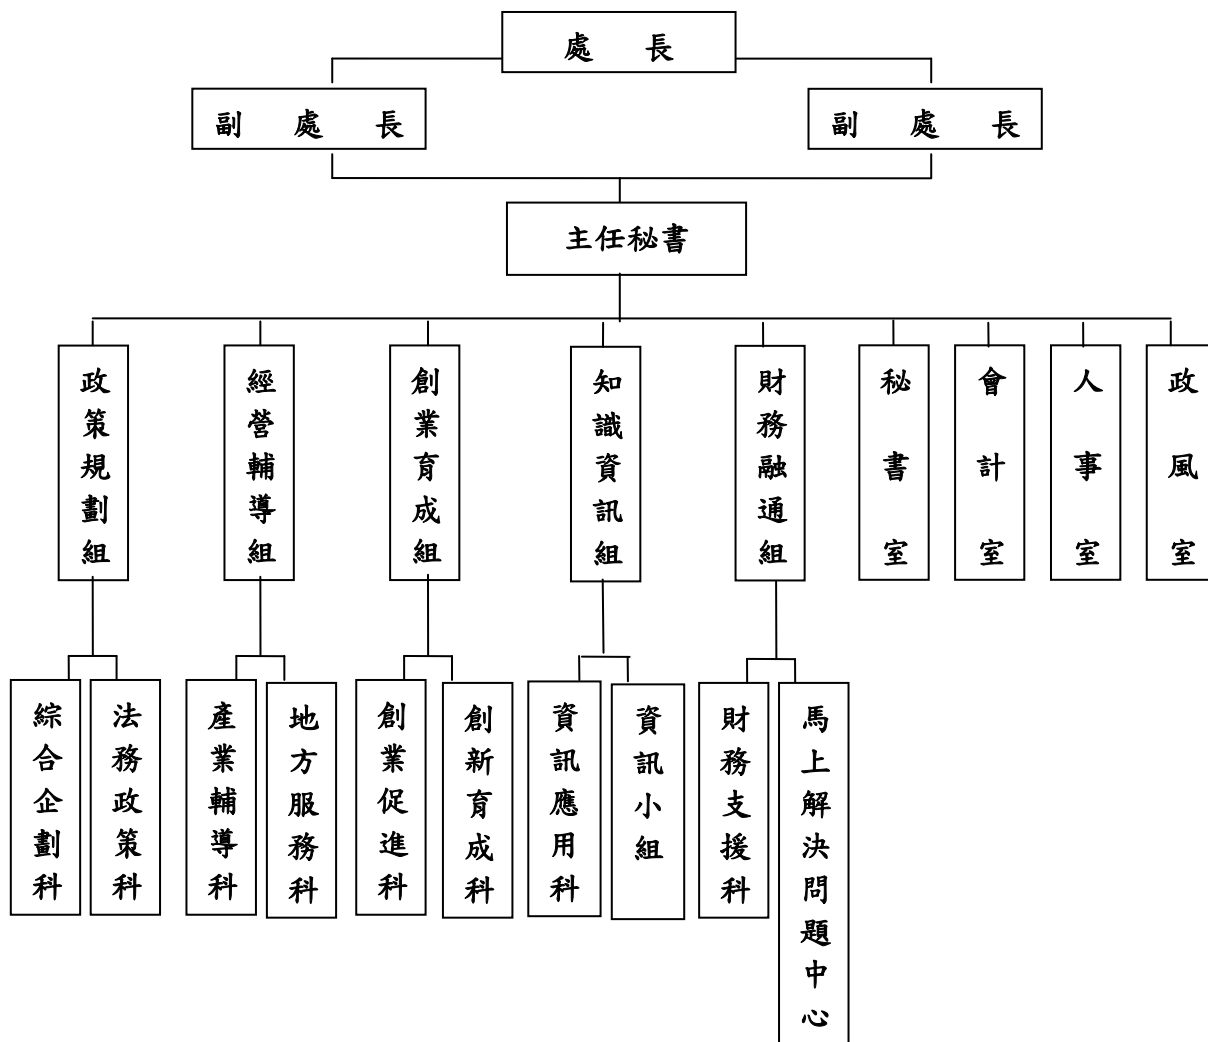 處長
副處長
副處長
主任秘書
政策規劃組
經營輔導組
創業育成組
知識資訊組
財務融通組
秘書室
會計室
人事室
政風室
綜合企劃科
法務政策科
產業輔導科
地方服務科
創業促進科
創新育成科
資訊應用科
資訊小組
財務支援科
馬上解決問題中心